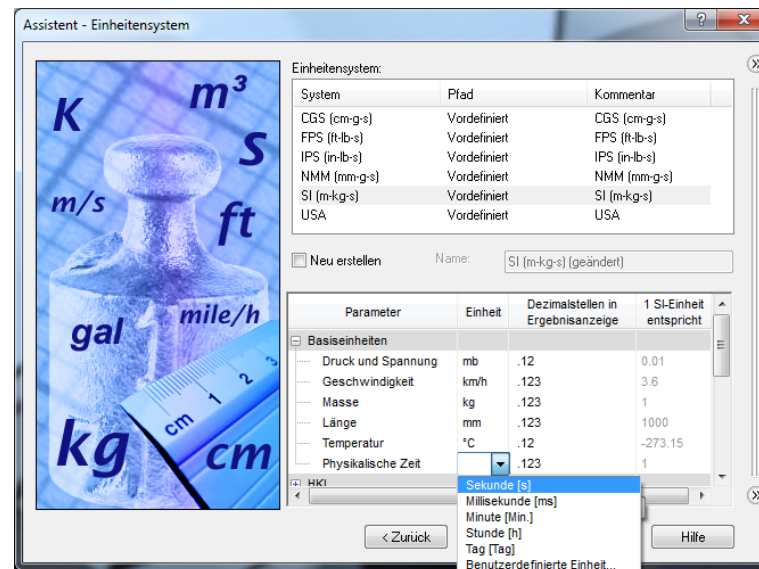 Assistent - Einheitensystem
K
m³
S
m/s
ft
gal
mile/h
cm 1 2 3
kg
cm
Einheitensystem:
System Pfad Kommentar
CGS (cm-g-s) Vordefiniert CGS (cm-g-s)
FPS (ft-lb-s) Vordefiniert FPS (ft-lb-s)
IPS (in-lb-s) Vordefiniert IPS (in-lb-s)
NMM (mm-g-s) Vordefiniert NMM (mm-g-s)
SI (m-kg-s) Vordefiniert SI (m-kg-s)
USA Vordefiniert USA
Neu erstellen Name: SI (m-kg-s) (geändert)
Parameter Einheit Dezimalstellen in Ergebnisanzeige 1 SI-Einheit entspricht
Basiseinheiten
Druck und Spannung mb .12 0.01
Geschwindigkeit km/h .123 3.6
Masse kg .123 1
Länge mm .123 1000
Temperatur °C .12 -273.15
Physikalische Zeit .123 1
HKL
Sekunde [s]
Millisekunde [ms]
Minute [Min.]
Stunde [h]
Tag [Tag]
Benutzerdefinierte Einheit...
< Zurück
Hilfe